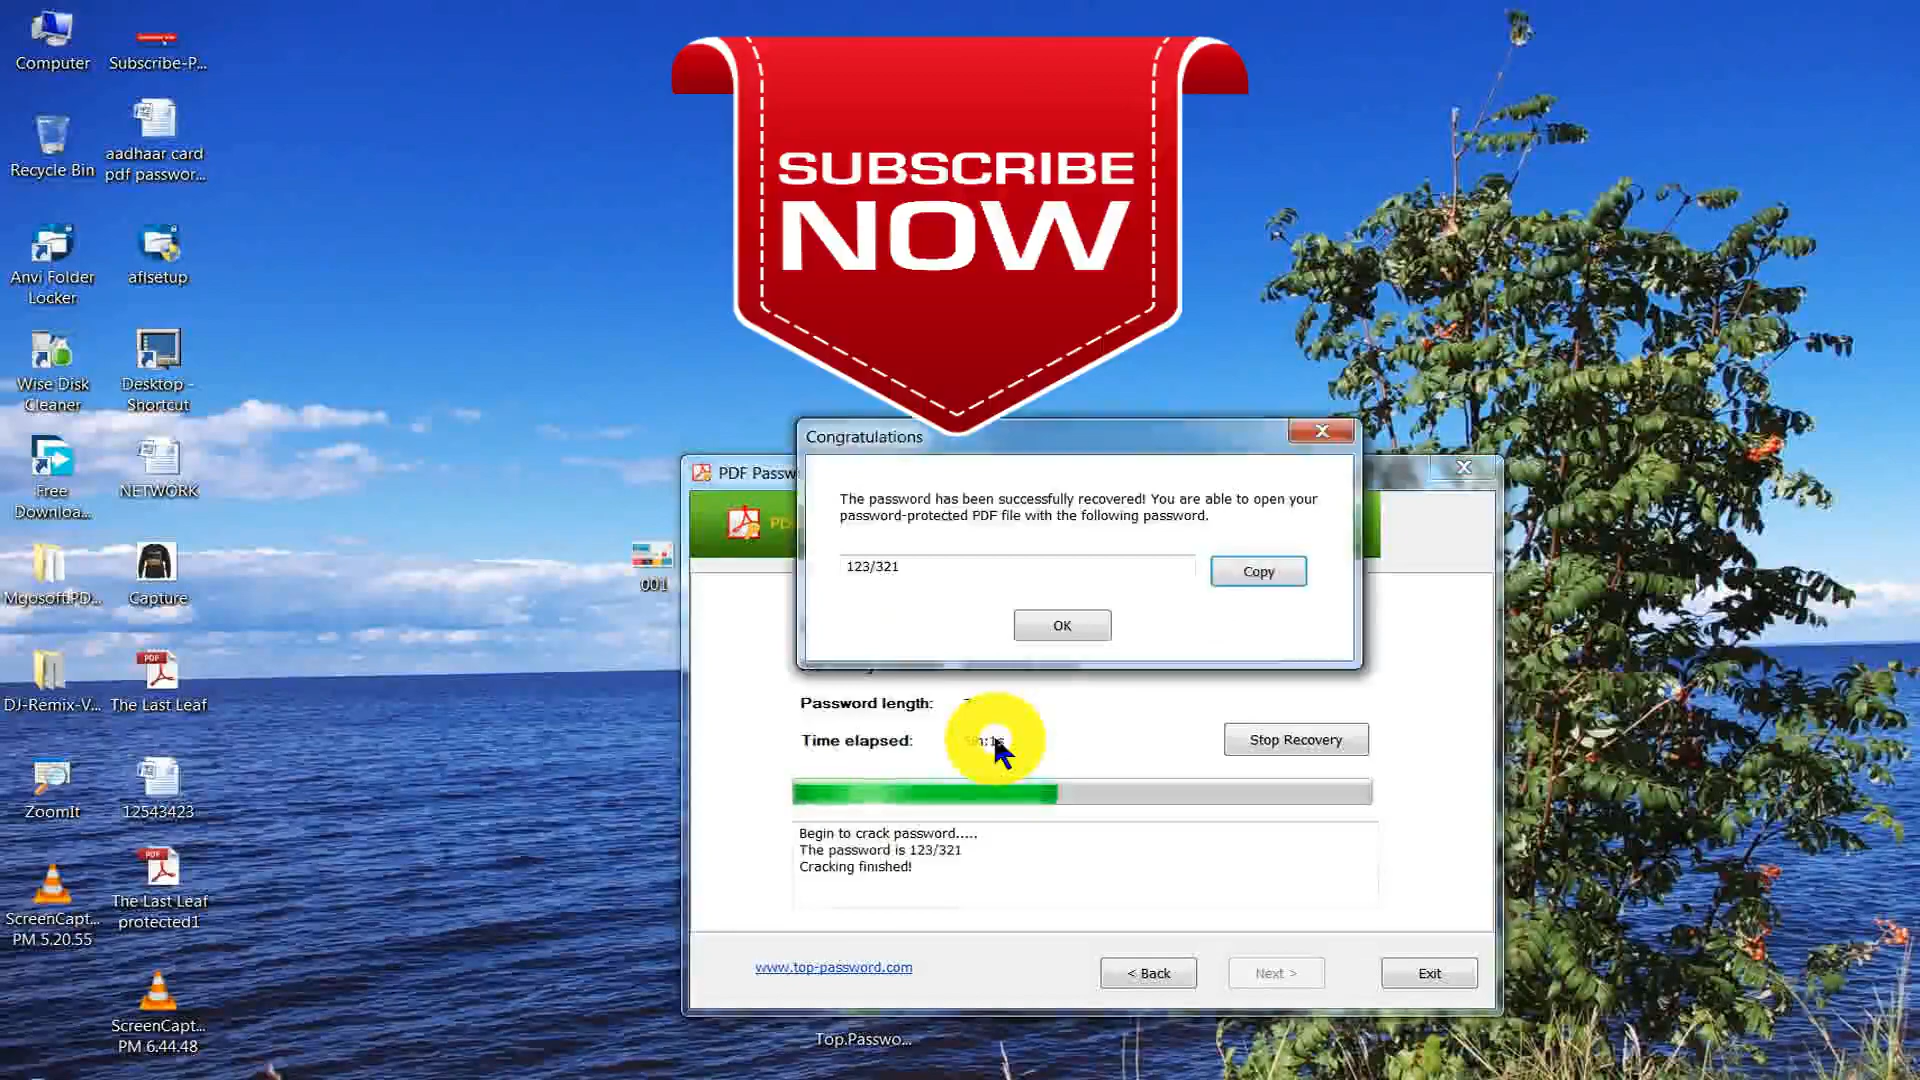 Computer
Subscribe-P...
Recycle Bin
aadhaar card
pdf passwor...
Anvi Folder
Locker
afisetup
Wise Disk
Cleaner
Desktop -
Shortcut
Free
Downloa...
NETWORK
MgosoftPD...
Capture
DJ-Remix-V...
The Last Leaf
ZoomIt
12543423
ScreenCapt...
PM 5.20.55
The Last Leaf
protected1
ScreenCapt...
PM 6.44.48
001
SUBSCRIBE
NOW
Congratulations
The password has been successfully recovered! You are able to open your
password-protected PDF file with the following password.
123/321
Copy
OK
PDF Passw
PD
Password length:
Time elapsed:
Stop Recovery
Begin to crack password.....
The password is 123/321
Cracking finished!
www.top-password.com
< Back
Next >
Exit
Top.Passwo...